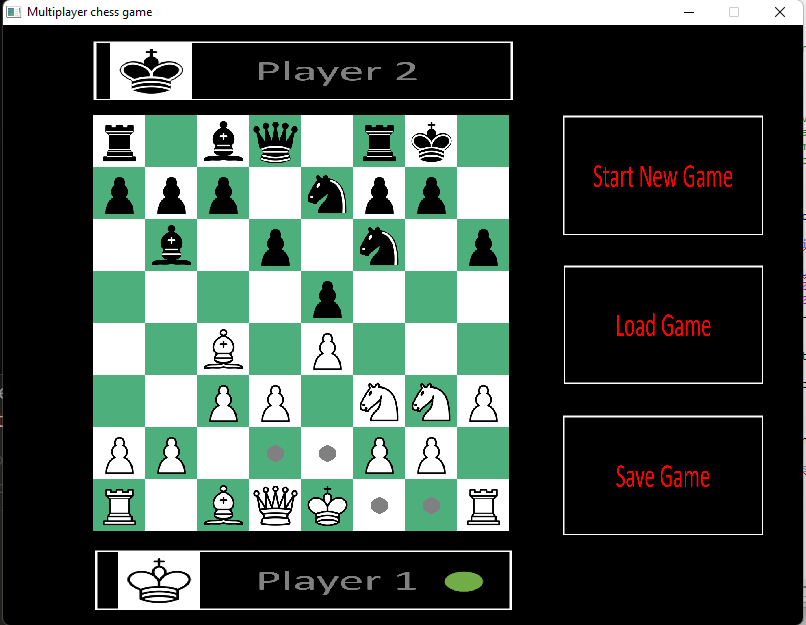 Multiplayer chess game
Player 2
Start New Game
Load Game
Save Game
Player 1